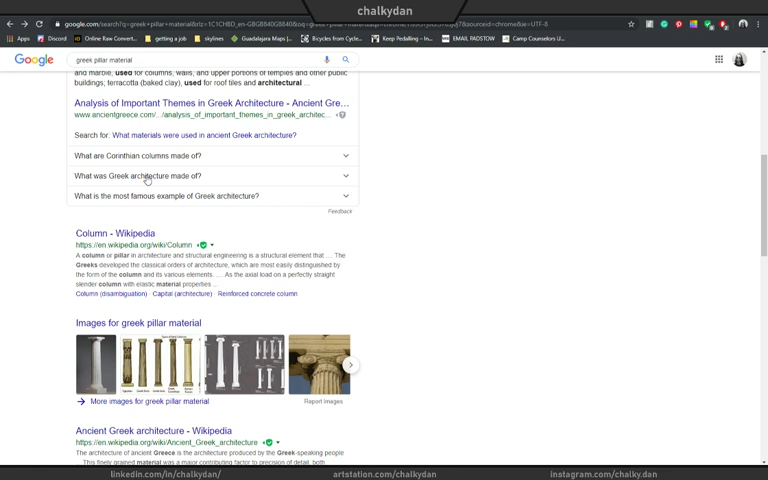 chalkydan
Apps
Discord
Online Raw Convert...
getting a job
skylines
Guadalajara Maps |...
Bicycles from Cycle...
Keep Pedalling – In...
EMAIL PADSTOW
Camp Counselors U...
Google
greek pillar material
and marble, used for columns, walls, and upper portions of temples and other public
buildings; terracotta (baked clay), used for roof tiles and architectural ...
Analysis of Important Themes in Greek Architecture - Ancient Gre...
www.ancientgreece.com/.../analysis_of_important_themes_in_greek_architec...
Search for: What materials were used in ancient Greek architecture?
What are Corinthian columns made of?
What was Greek architecture made of?
What is the most famous example of Greek architecture?
Feedback
Column - Wikipedia
https://en.wikipedia.org/wiki/Column
A column or pillar in architecture and structural engineering is a structural element that .... The
Greeks developed the classical orders of architecture, which are most easily distinguished by
the form of the column and its various elements. .... As the axial load on a perfectly straight
slender column with elastic material properties ...
Column (disambiguation) · Capital (architecture) · Reinforced concrete column
Images for greek pillar material
More images for greek pillar material
Report images
Ancient Greek architecture - Wikipedia
https://en.wikipedia.org/wiki/Ancient_Greek_architecture
The architecture of ancient Greece is the architecture produced by the Greek-speaking people
.... This finely grained material was a major contributing factor to precision of detail, both
linkedin.com/in/chalkydan/
artstation.com/chalkydan
instagram.com/chalky.dan